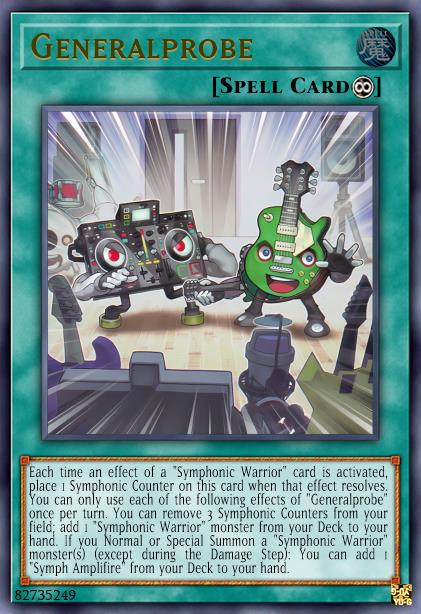 GENERALPROBE
[SPELL CARD]
Each time an effect of a "Symphonic Warrior" card is activated,
place 1 Symphonic Counter on this card when that effect resolves.
You can only use each of the following effects of "Generalprobe"
once per turn. You can remove 3 Symphonic Counters from your
field; add 1 "Symphonic Warrior" monster from your Deck to your
hand. If you Normal or Special Summon a "Symphonic Warrior"
monster(s) (except during the Damage Step): You can add 1
"Symph Amplifire" from your Deck to your hand.
82735249